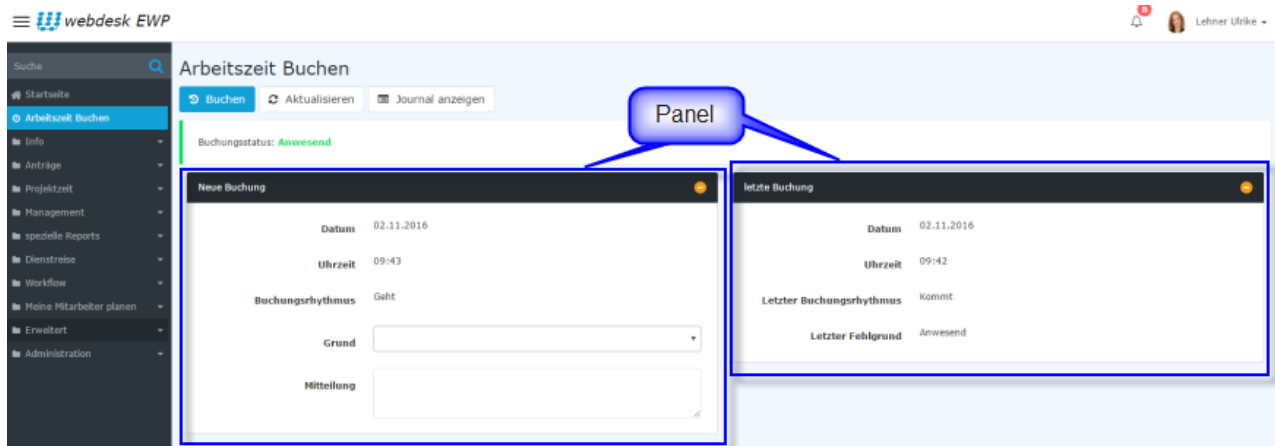 webdesk EWP
8
Lehner Ulrike
Suche
Startseite
Arbeitszeit Buchen
Info
Anträge
Projektzeit
Management
spezielle Reports
Dienstreise
Workflow
Meine Mitarbeiter planen
Erweitert
Administration
Arbeitszeit Buchen
Buchen Aktualisieren Journal anzeigen
Panel
Buchungsstatus: Anwesend
Neue Buchung
Datum 02.11.2016
Uhrzeit 09:43
Buchungsrhythmus Geht
Grund
Mitteilung
letzte Buchung
Datum 02.11.2016
Uhrzeit 09:42
Letzter Buchungsrhythmus Kommt
Letzter Fehlgrund Anwesend